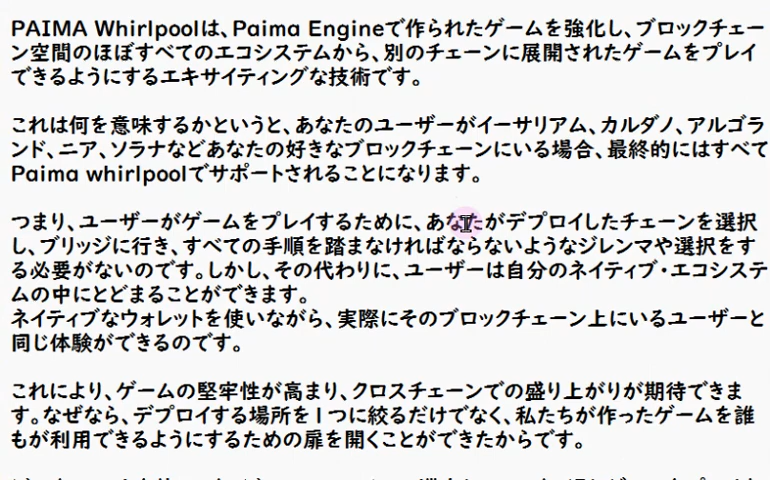 PAIMA Whirlpoolは、Paima Engineで作られたゲームを強化し、ブロックチェー
ン空間のほぼすべてのエコシステムから、別のチェーンに展開されたゲームをプレイ
できるようにするエキサイティングな技術です。
これは何を意味するかというと、あなたのユーザーがイーサリアム、カルダノ、アルゴラ
ンド、ニア、ソラナなどあなたの好きなブロックチェーンにいる場合、最終的にはすべて
Paima whirlpoolでサポートされることになります。
つまり、ユーザーがゲームをプレイするために、あなたがデプロイしたチェーンを選択
し、ブリッジに行き、すべての手順を踏まなければならないようなジレンマや選択をす
る必要がないのです。しかし、その代わりに、ユーザーは自分のネイティブ・エコシステ
ムの中にとどまることができます。
ネイティブなウォレットを使いながら、実際にそのブロックチェーン上にいるユーザーと
同じ体験ができるのです。
これにより、ゲームの堅牢性が高まり、クロスチェーンでの盛り上がりが期待できま
す。なぜなら、デプロイする場所を1つに絞るだけでなく、私たちが作ったゲームを誰
もが利用できるようにするための扉を開くことができたからです。